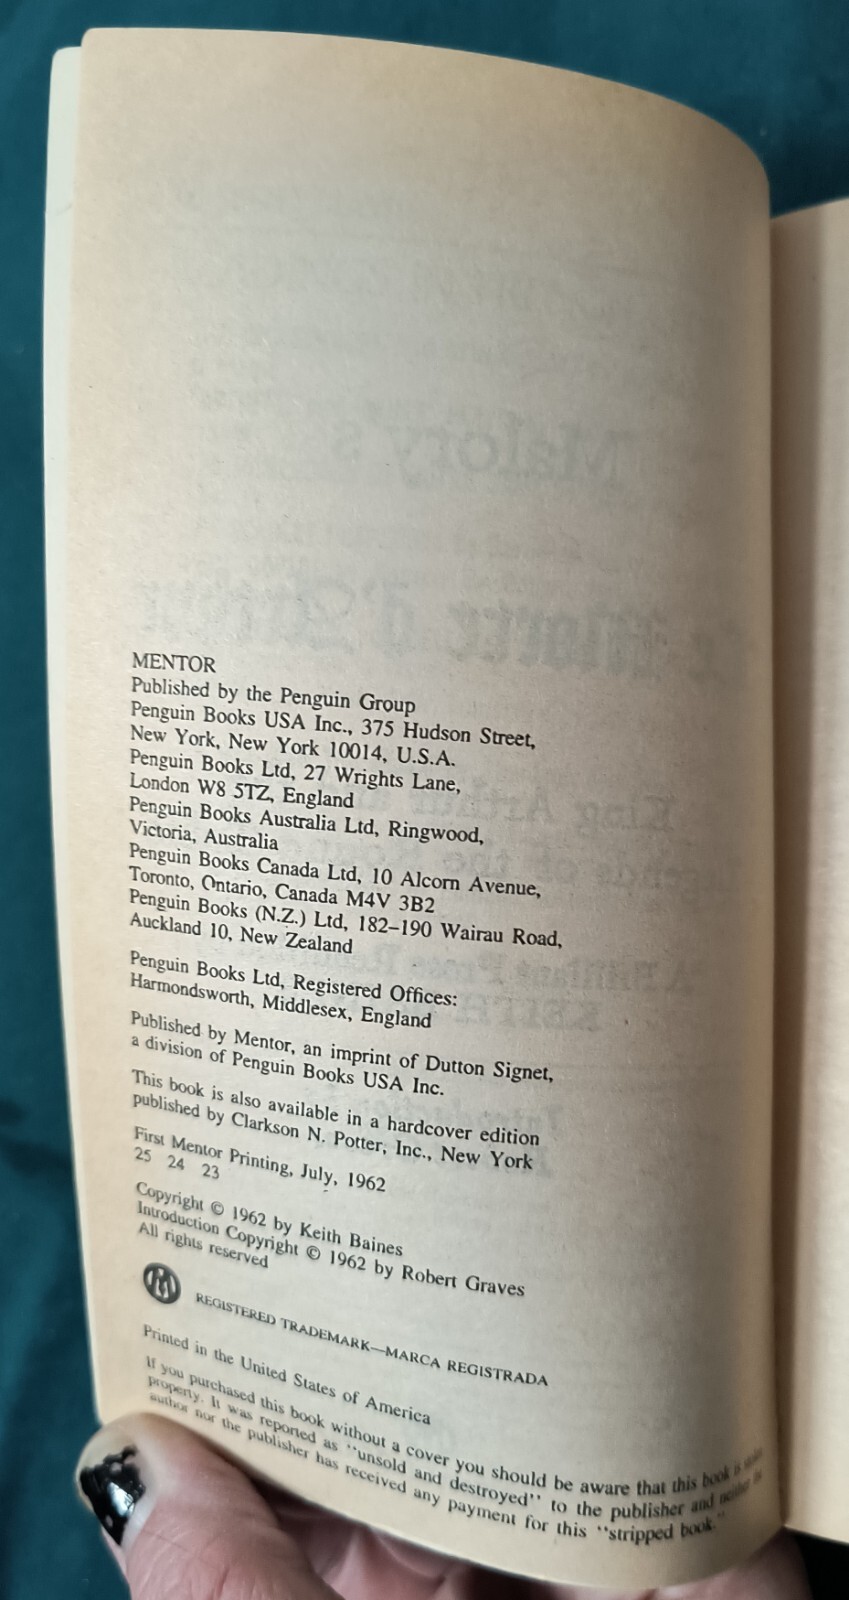 MENTOR
Published by the Penguin Group
Penguin Books USA Inc., 375 Hudson Street,
New York, New York 10014, U.S.A.
Penguin Books Ltd, 27 Wrights Lane,
London W8 5TZ, England
Penguin Books Australia Ltd, Ringwood,
Victoria, Australia
Penguin Books Canada Ltd, 10 Alcorn Avenue,
Toronto, Ontario, Canada M4V 3B2
Penguin Books (N.Z.) Ltd, 182–190 Wairau Road,
Auckland 10, New Zealand
Penguin Books Ltd, Registered Offices:
Harmondsworth, Middlesex, England
Published by Mentor, an imprint of Dutton Signet,
a division of Penguin Books USA Inc.
This book is also available in a hardcover edition
published by Clarkson N. Potter, Inc., New York
First Mentor Printing, July, 1962
25 24 23
Copyright © 1962 by Keith Baines
Introduction Copyright © 1962 by Robert Graves
All rights reserved
M REGISTERED TRADEMARK—MARCA REGISTRADA
Printed in the United States of America
If you purchased this book without a cover you should be aware that this book is stolen
property. It was reported as "unsold and destroyed" to the publisher and neither the
author nor the publisher has received any payment for this "stripped book."